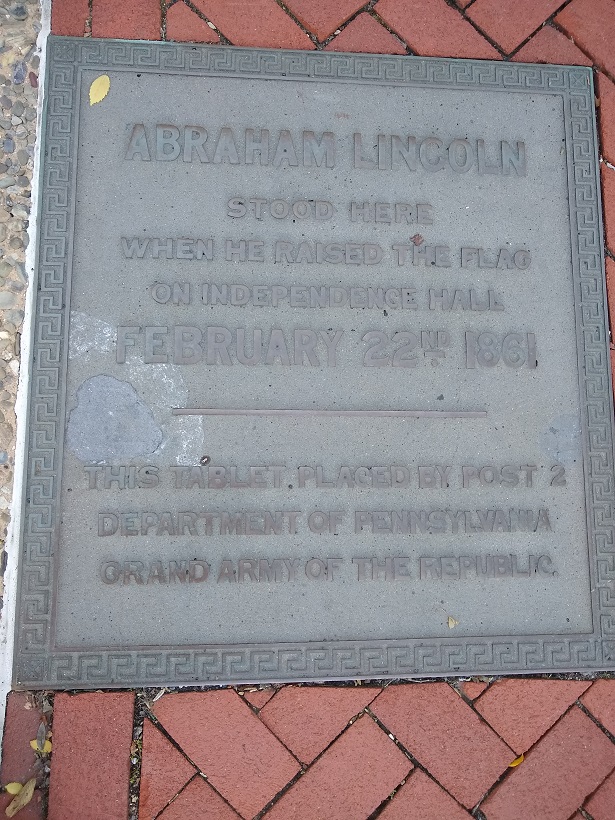 ABRAHAM LINCOLN
STOOD HERE
WHEN HE RAISED THE FLAG
ON INDEPENDENCE HALL
FEBRUARY 22ND 1861
THIS TABLET PLACED BY POST 2
DEPARTMENT OF PENNSYLVANIA
GRAND ARMY OF THE REPUBLIC